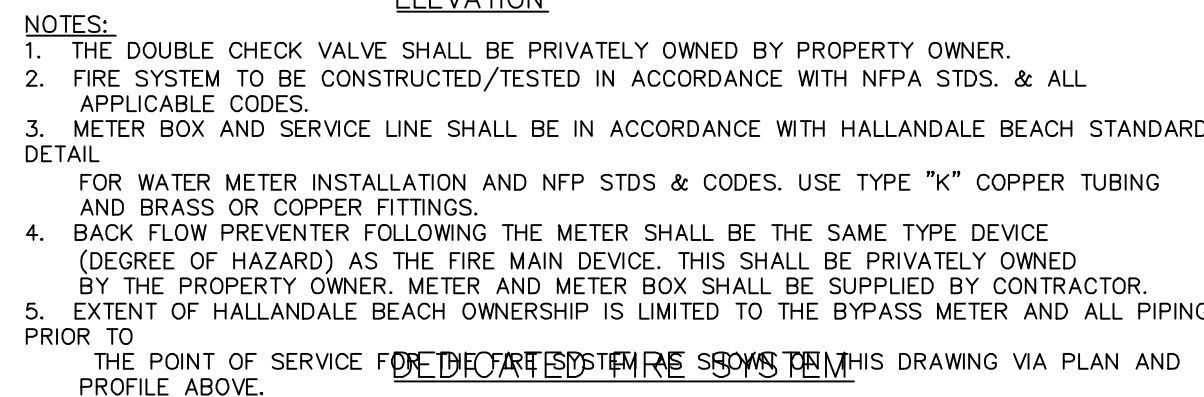 ELEVATION
NOTES:
1. THE DOUBLE CHECK VALVE SHALL BE PRIVATELY OWNED BY PROPERTY OWNER.
2. FIRE SYSTEM TO BE CONSTRUCTED/TESTED IN ACCORDANCE WITH NFPA STDS. & ALL
APPLICABLE CODES.
3. METER BOX AND SERVICE LINE SHALL BE IN ACCORDANCE WITH HALLANDALE BEACH STANDARD
DETAIL
FOR WATER METER INSTALLATION AND NFP STDS & CODES. USE TYPE "K" COPPER TUBING
AND BRASS OR COPPER FITTINGS.
4. BACK FLOW PREVENTER FOLLOWING THE METER SHALL BE THE SAME TYPE DEVICE
(DEGREE OF HAZARD) AS THE FIRE MAIN DEVICE. THIS SHALL BE PRIVATELY OWNED
BY THE PROPERTY OWNER. METER AND METER BOX SHALL BE SUPPLIED BY CONTRACTOR.
5. EXTENT OF HALLANDALE BEACH OWNERSHIP IS LIMITED TO THE BYPASS METER AND ALL PIPING
PRIOR TO
THE POINT OF SERVICE FOR THE FIRE SYSTEM AS SHOWN ON THIS DRAWING VIA PLAN AND
DEDICATED FIRE SYSTEM
PROFILE ABOVE.